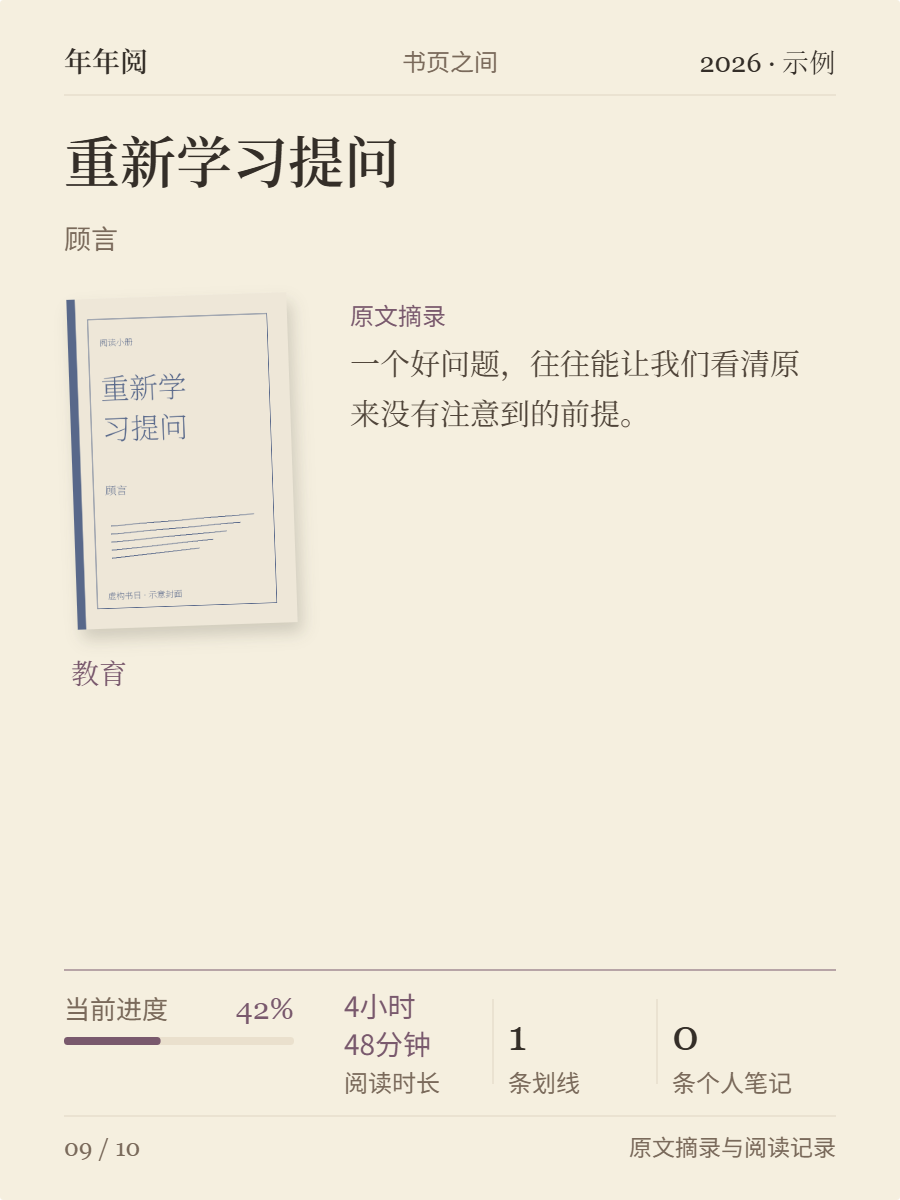 年年阅
书页之间
2026 · 示例
重新学习提问
顾言
阅读小册
重新学
习提问
顾言
虚构书目 · 示意封面
教育
原文摘录
一个好问题，往往能让我们看清原
来没有注意到的前提。
当前进度 42%
4小时
48分钟
阅读时长
1
条划线
0
条个人笔记
09 / 10
原文摘录与阅读记录